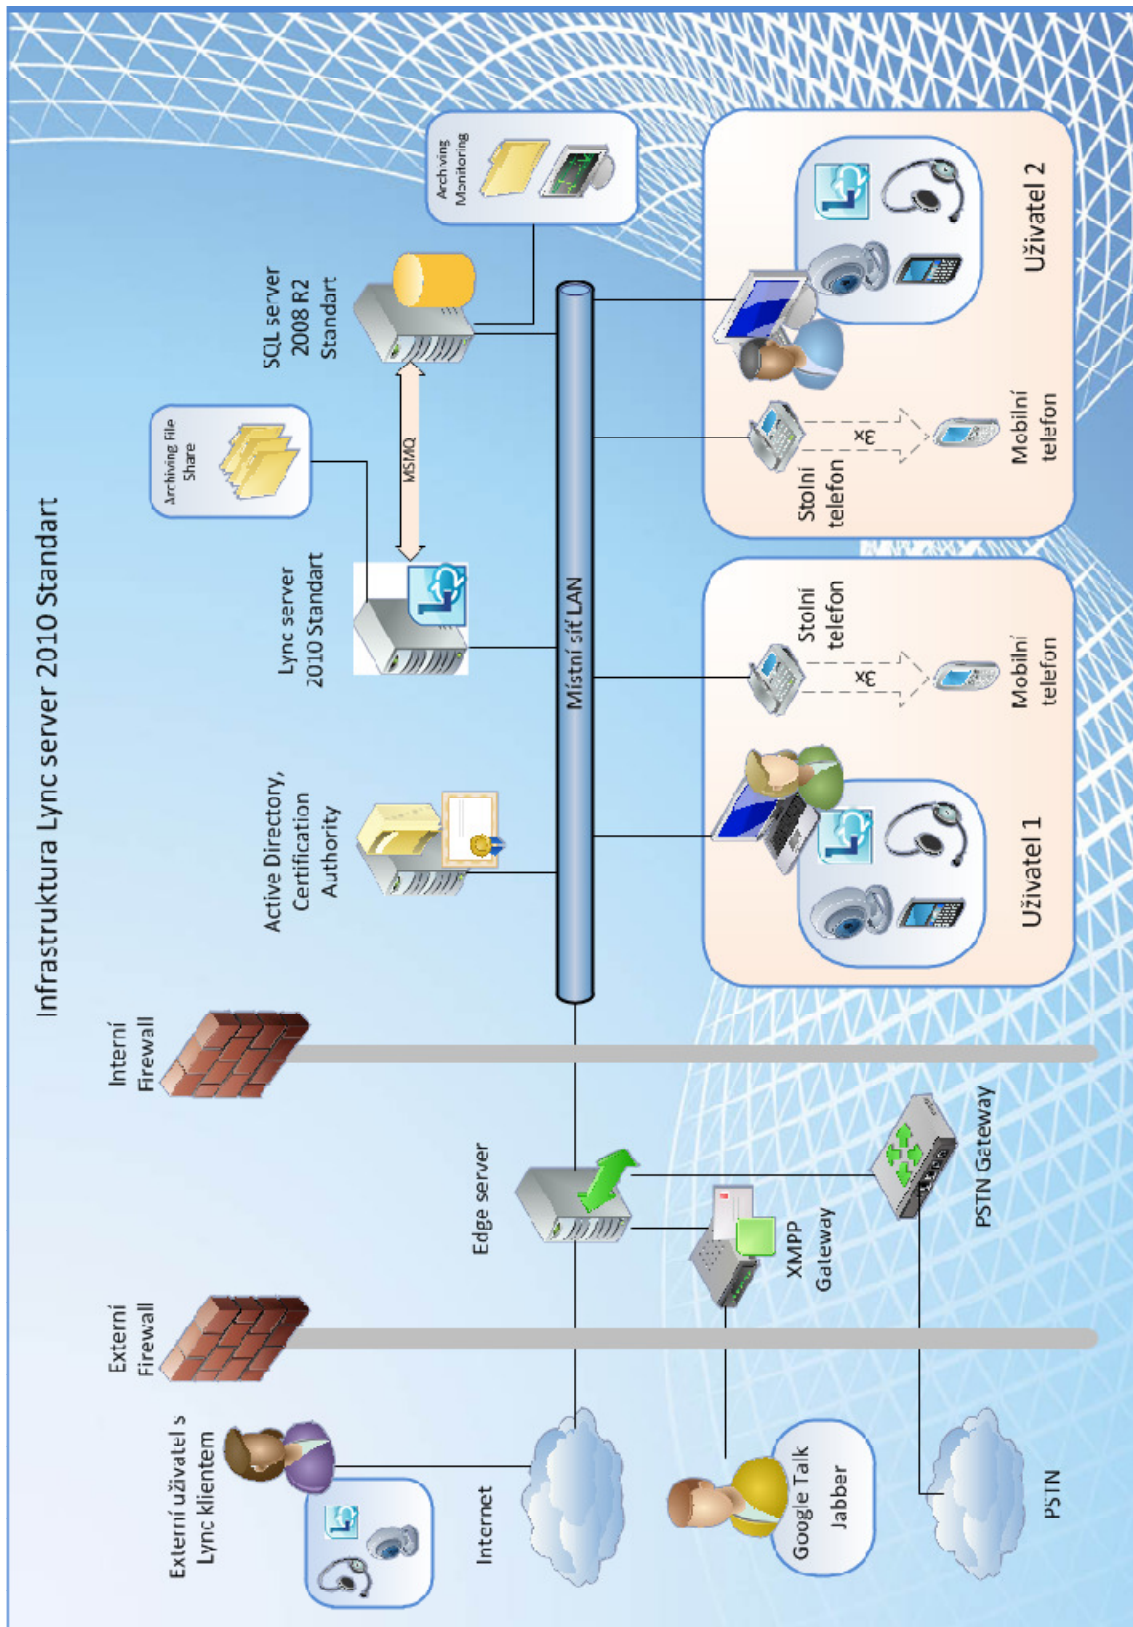 Infrastruktura Lync server 2010 Standart
Externí uživatel s
Lync klientem
Externí
Firewall
Interní
Firewall
Archiving File
Share
Active Directory,
Certification
Authority
Lync server
2010 Standart
SQL server
2008 R2
Standart
MSMQ
Archiving
Monitoring
Internet
Edge server
Místní síť LAN
XMPP
Gateway
Google Talk
Jabber
PSTN Gateway
PSTN
Stolní
telefon
3x
Mobilní
telefon
Uživatel 1
Stolní
telefon
3x
Mobilní
telefon
Uživatel 2